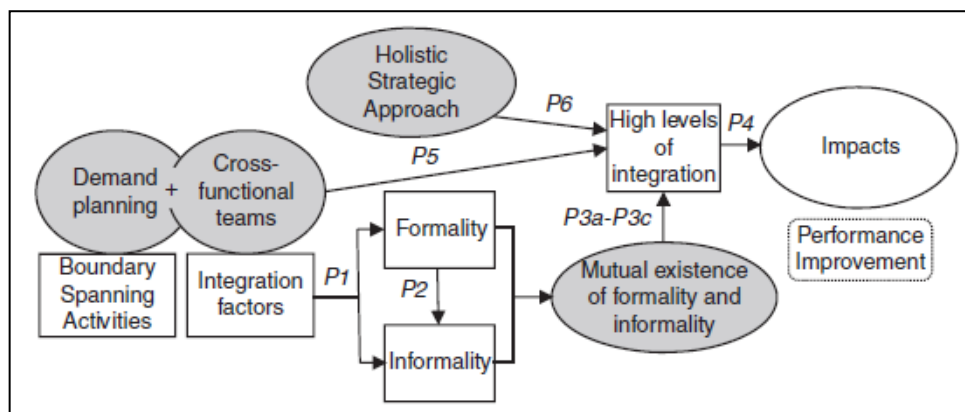 Holistic
Strategic
Approach
P6
High levels
of
integration
P4
Impacts
P5
Demand
planning
+
Cross-
functional
teams
P3a-P3c
Performance
Improvement
Boundary
Spanning
Activities
Integration
factors
P1
Formality
P2
Informality
Mutual existence
of formality and
informality